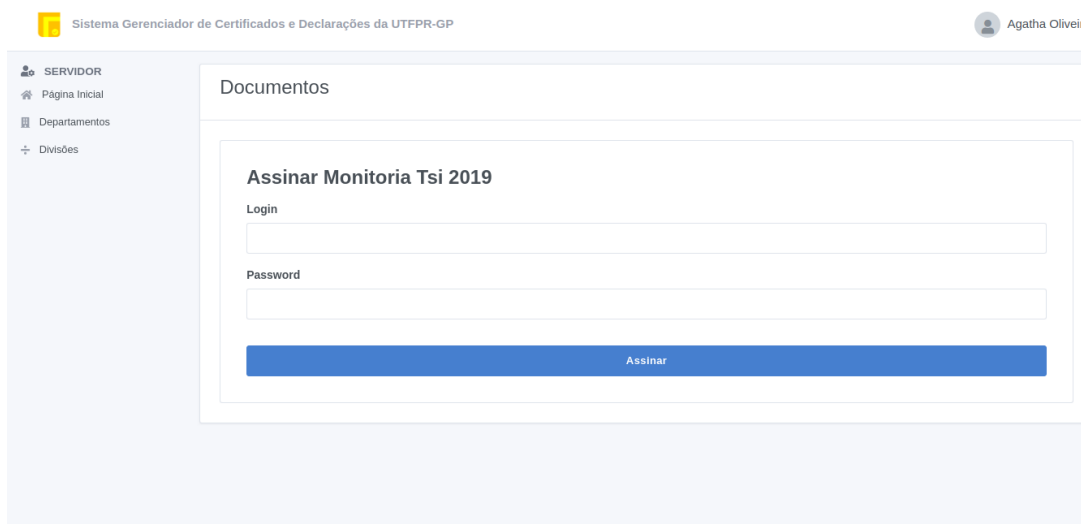 Sistema Gerenciador de Certificados e Declarações da UTFPR-GP
Agatha
SERVIDOR
Página Inicial
Departamentos
Divisões
Documentos
Assinar Monitoria Tsi 2019
Login
Password
Assinar